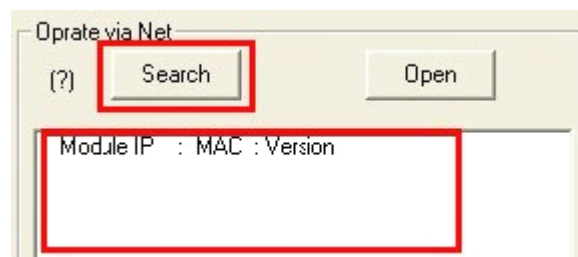 Oprate via Net
(?) Search Open
Module IP : MAC : Version